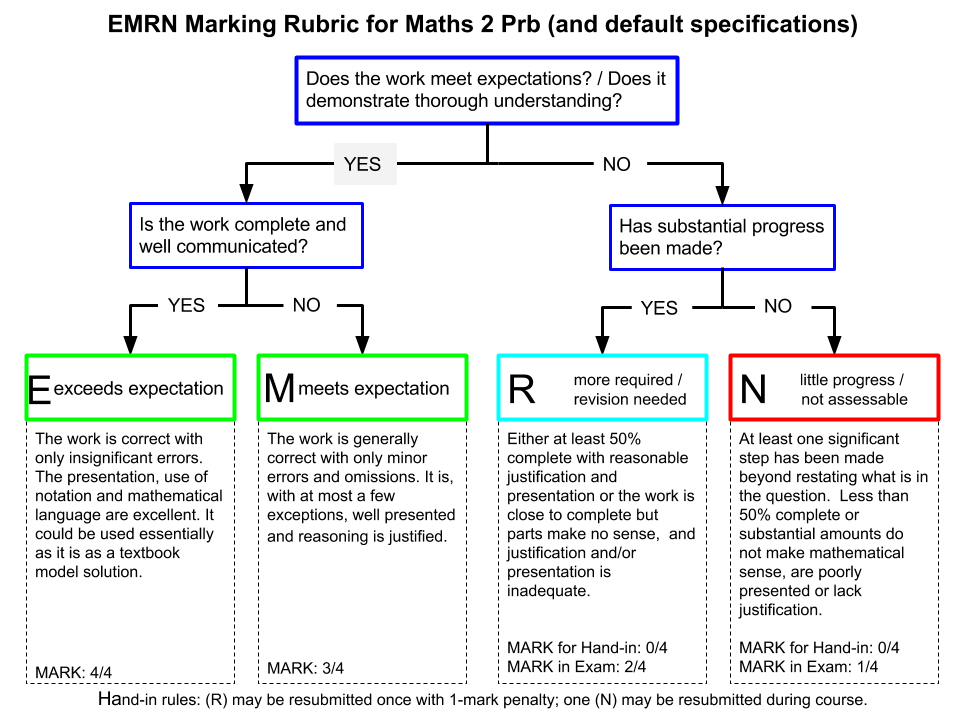 EMRN Marking Rubric for Maths 2 Prb (and default specifications)
Does the work meet expectations? / Does it
demonstrate thorough understanding?
YES
NO
Is the work complete and
well communicated?
Has substantial progress
been made?
YES
NO
YES
NO
E exceeds expectation
M meets expectation
R more required /
revision needed
N little progress /
not assessable
The work is correct with
only insignificant errors.
The presentation, use of
notation and mathematical
language are excellent. It
could be used essentially
as it is as a textbook
model solution.
MARK: 4/4
The work is generally
correct with only minor
errors and omissions. It is,
with at most a few
exceptions, well presented
and reasoning is justified.
MARK: 3/4
Either at least 50%
complete with reasonable
justification and
presentation or the work is
close to complete but
parts make no sense, and
justification and/or
presentation is
inadequate.
MARK for Hand-in: 0/4
MARK in Exam: 2/4
At least one significant
step has been made
beyond restating what is in
the question. Less than
50% complete or
substantial amounts do
not make mathematical
sense, are poorly
presented or lack
justification.
MARK for Hand-in: 0/4
MARK in Exam: 1/4
Hand-in rules: (R) may be resubmitted once with 1-mark penalty; one (N) may be resubmitted during course.